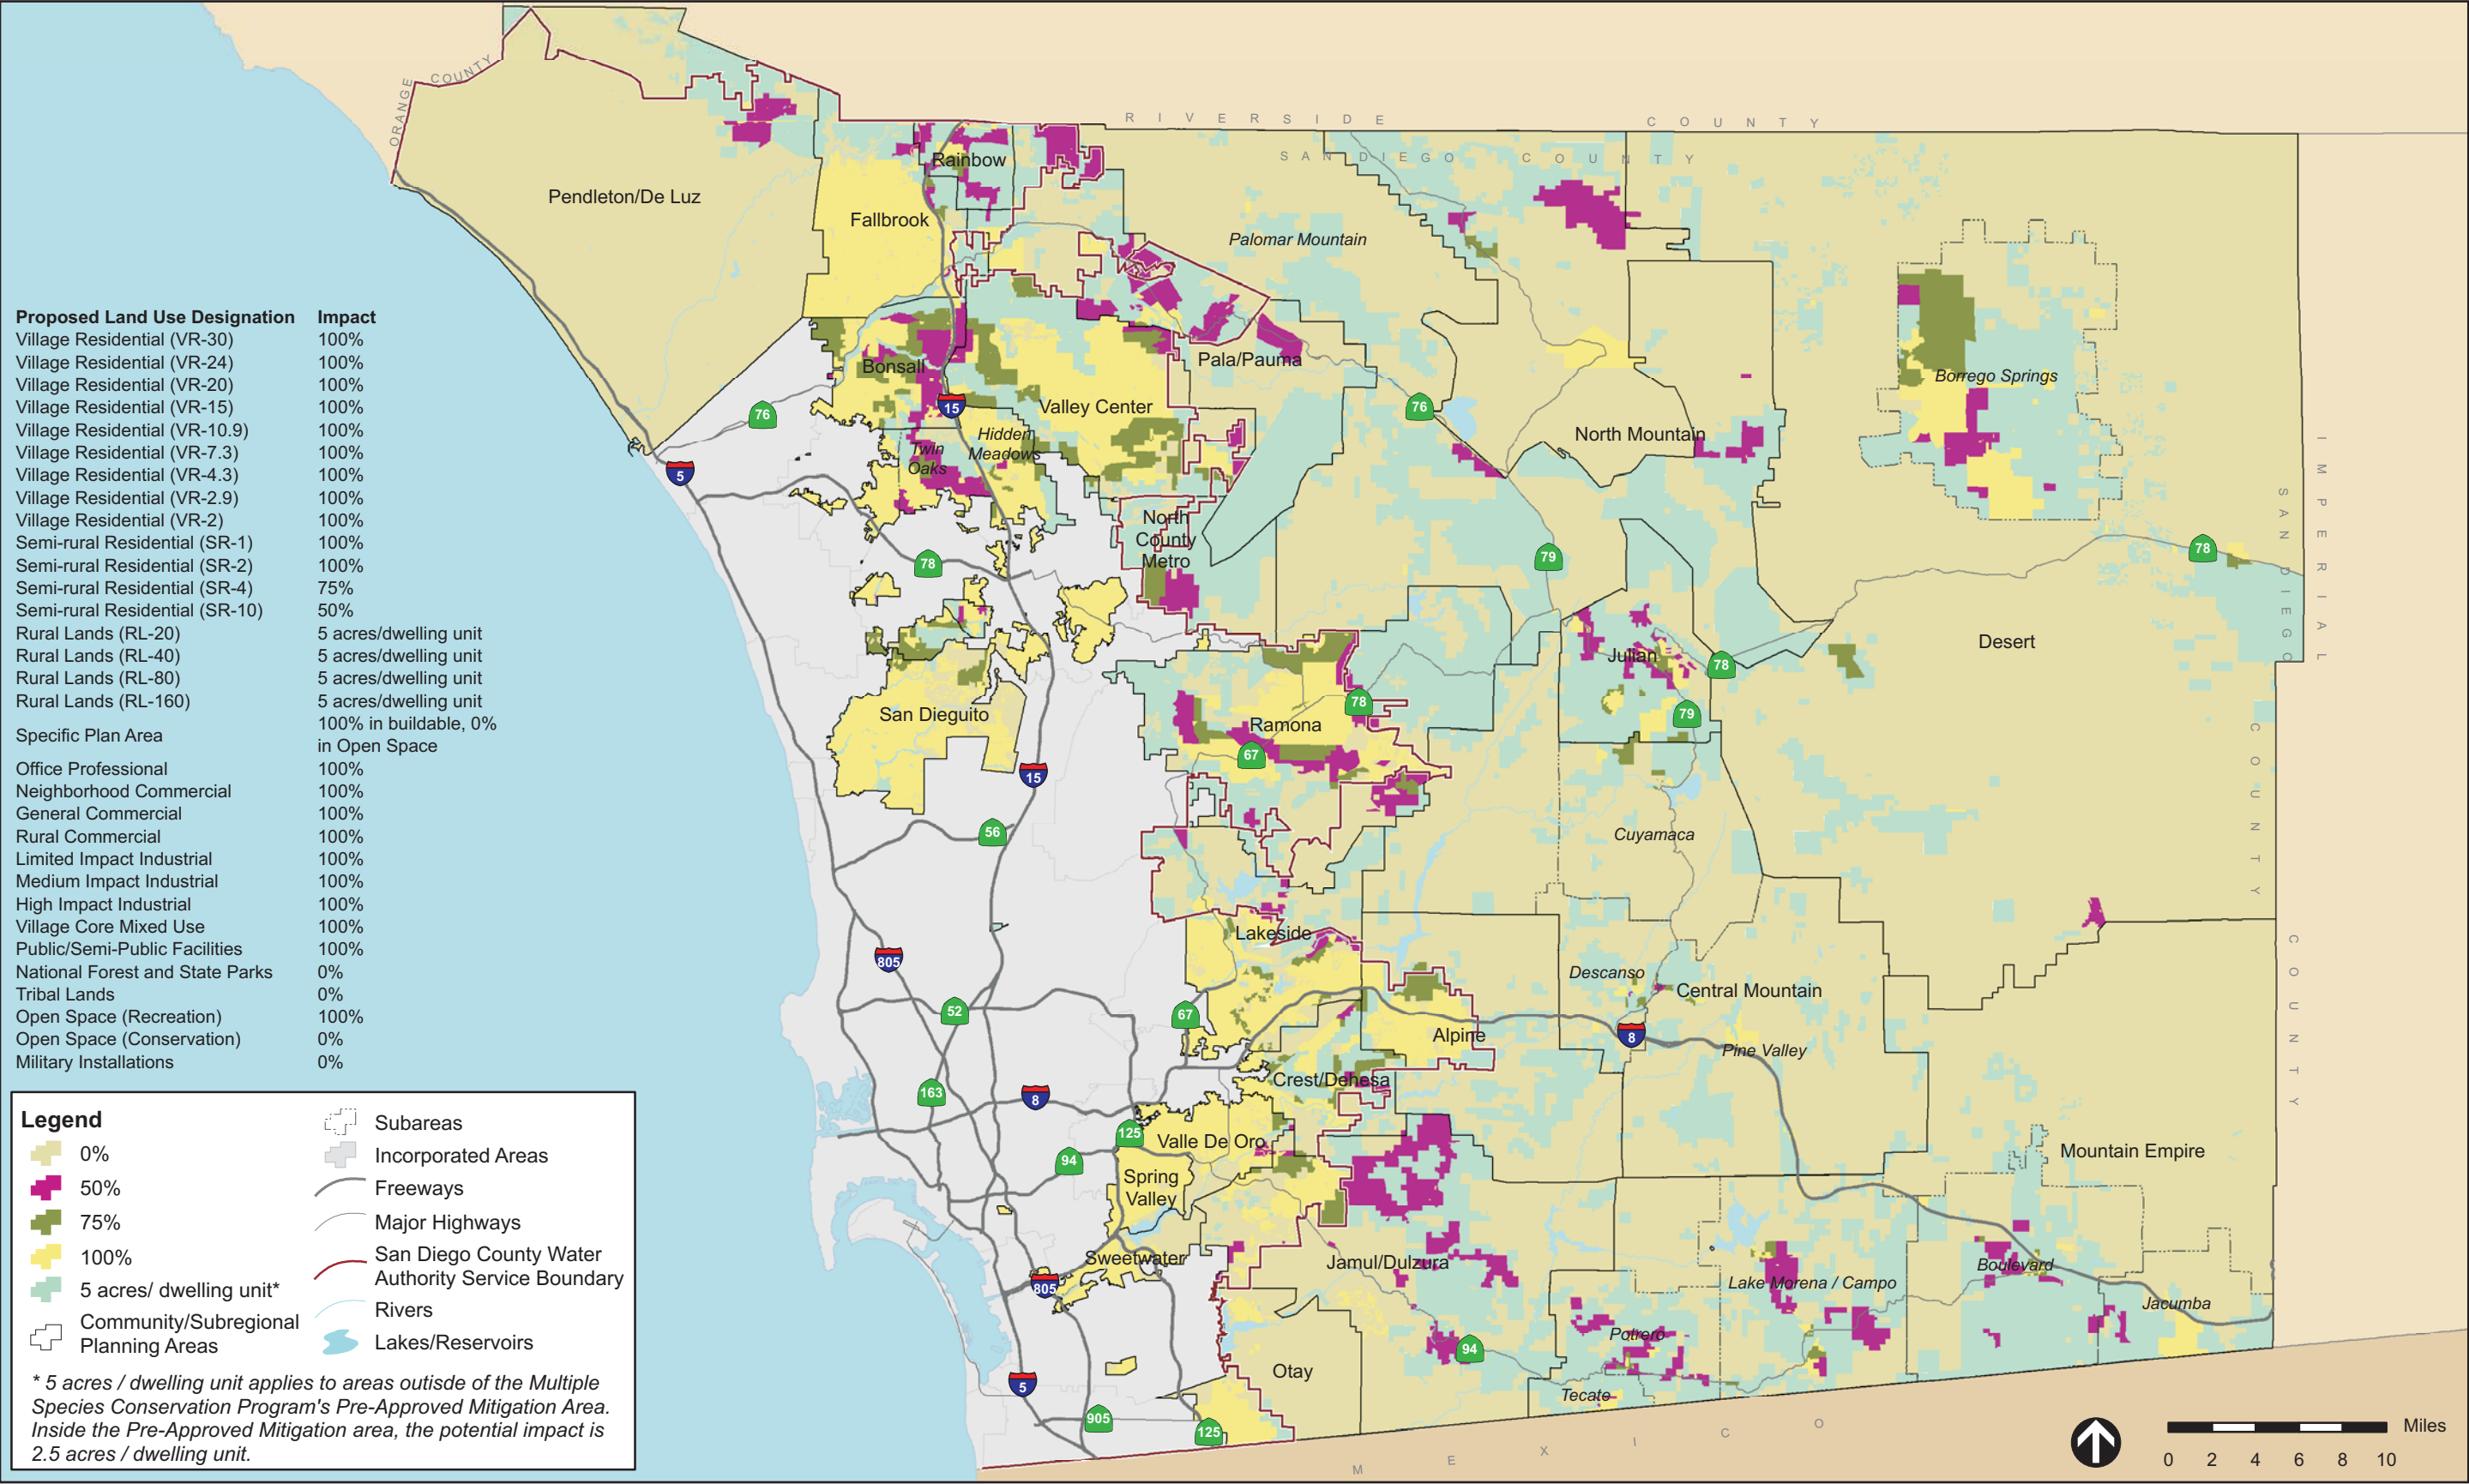 ORANGE COUNTY
RIVERSIDE COUNTY
SAN DIEGO COUNTY
Rainbow
Pendleton/De Luz
Fallbrook
Palomar Mountain
Proposed Land Use Designation Impact
Village Residential (VR-30) 100%
Village Residential (VR-24) 100%
Village Residential (VR-20) 100%
Village Residential (VR-15) 100%
Village Residential (VR-10.9) 100%
Village Residential (VR-7.3) 100%
Village Residential (VR-4.3) 100%
Village Residential (VR-2.9) 100%
Village Residential (VR-2) 100%
Semi-rural Residential (SR-1) 100%
Semi-rural Residential (SR-2) 100%
Semi-rural Residential (SR-4) 75%
Semi-rural Residential (SR-10) 50%
Rural Lands (RL-20) 5 acres/dwelling unit
Rural Lands (RL-40) 5 acres/dwelling unit
Rural Lands (RL-80) 5 acres/dwelling unit
Rural Lands (RL-160) 5 acres/dwelling unit
Specific Plan Area 100% in buildable, 0%
in Open Space
Office Professional 100%
Neighborhood Commercial 100%
General Commercial 100%
Rural Commercial 100%
Limited Impact Industrial 100%
Medium Impact Industrial 100%
High Impact Industrial 100%
Village Core Mixed Use 100%
Public/Semi-Public Facilities 100%
National Forest and State Parks 0%
Tribal Lands 0%
Open Space (Recreation) 100%
Open Space (Conservation) 0%
Military Installations 0%
Bonsall
Pala/Pauma
Borrego Springs
76
15
Valley Center
76
Twin
Oaks
Hidden
Meadows
North Mountain
5
North
County
Metro
78
79
78
SAN DIEGO COUNTY
IMPERIAL COUNTY
Desert
Julian
78
San Dieguito
78
79
Ramona
67
15
56
Cuyamaca
Lakeside
805
Descanso
Central Mountain
52
67
Alpine
8
Pine Valley
163
8
Crest/Dehesa
125
Valle De Oro
Mountain Empire
94
Spring
Valley
Sweetwater
Jamul/Dulzura
805
Lake Morena / Campo
Boulevard
Jacumba
Potrero
94
Otay
5
Tecate
905
125
MEXICO
Legend
0%
50%
75%
100%
5 acres/ dwelling unit*
Community/Subregional
Planning Areas
Subareas
Incorporated Areas
Freeways
Major Highways
San Diego County Water
Authority Service Boundary
Rivers
Lakes/Reservoirs
* 5 acres / dwelling unit applies to areas outisde of the Multiple
Species Conservation Program's Pre-Approved Mitigation Area.
Inside the Pre-Approved Mitigation area, the potential impact is
2.5 acres / dwelling unit.
Miles
0 2 4 6 8 10